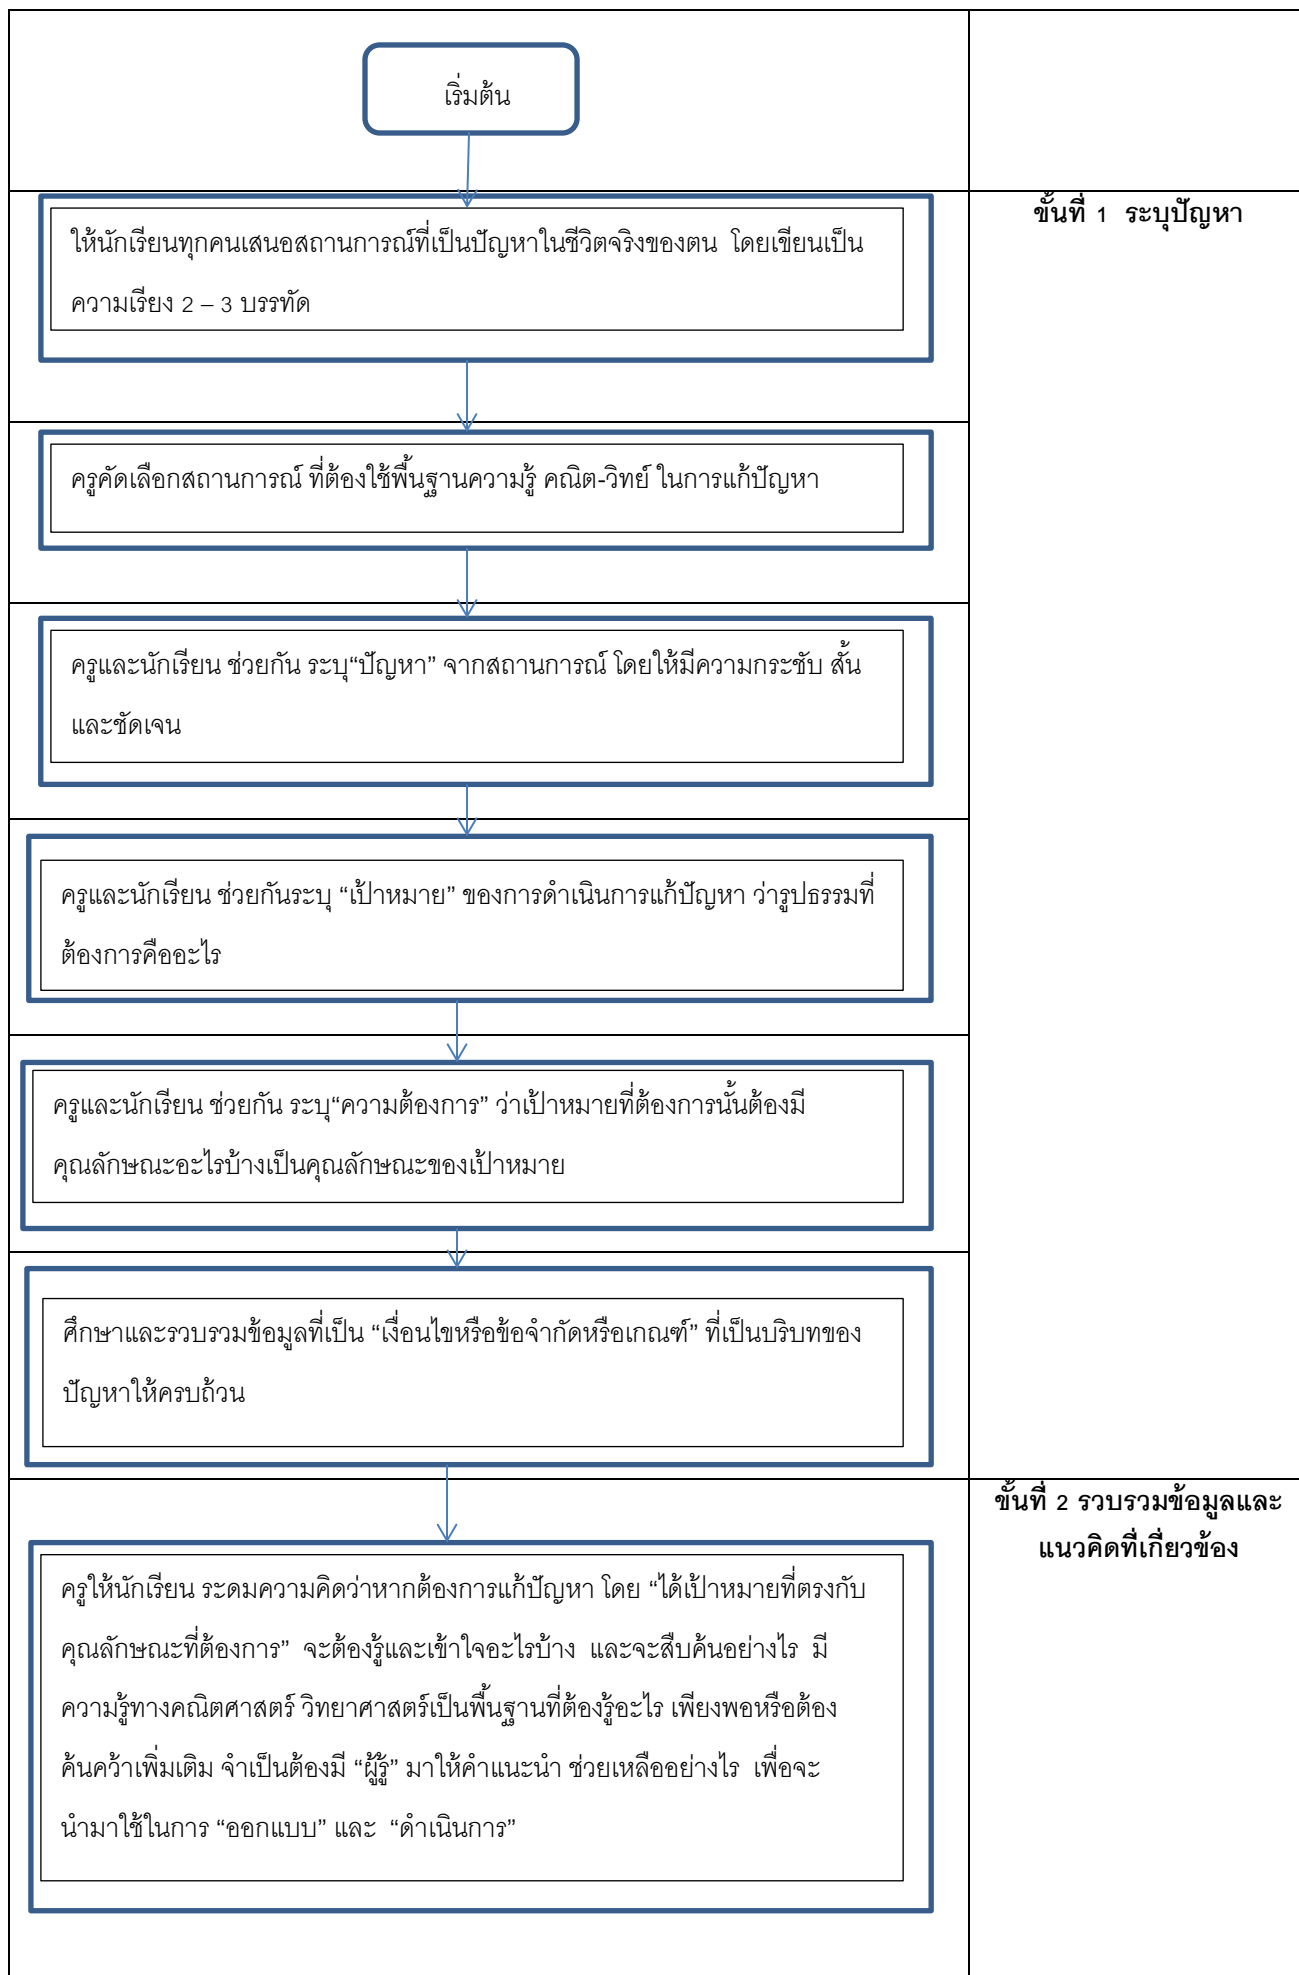 เริ่มต้น
ขั้นที่ 1 ระบุปัญหา
ให้นักเรียนทุกคนเสนอสถานการณ์ที่เป็นปัญหาในชีวิตจริงของตน โดยเขียนเป็น
ความเรียง 2 – 3 บรรทัด
ครูคัดเลือกสถานการณ์ ที่ต้องใช้พื้นฐานความรู้ คณิต-วิทย์ ในการแก้ปัญหา
ครูและนักเรียน ช่วยกัน ระบุ“ปัญหา” จากสถานการณ์ โดยให้มีความกระชับ สั้น
และชัดเจน
ครูและนักเรียน ช่วยกันระบุ “เป้าหมาย” ของการดำเนินการแก้ปัญหา ว่ารูปธรรมที่
ต้องการคืออะไร
ครูและนักเรียน ช่วยกัน ระบุ“ความต้องการ” ว่าเป้าหมายที่ต้องการนั้นต้องมี
คุณลักษณะอะไรบ้างเป็นคุณลักษณะของเป้าหมาย
ศึกษาและรวบรวมข้อมูลที่เป็น “เงื่อนไขหรือข้อจำกัดหรือเกณฑ์” ที่เป็นบริบทของ
ปัญหาให้ครบถ้วน
ขั้นที่ 2 รวบรวมข้อมูลและ
แนวคิดที่เกี่ยวข้อง
ครูให้นักเรียน ระดมความคิดว่าหากต้องการแก้ปัญหา โดย “ได้เป้าหมายที่ตรงกับ
คุณลักษณะที่ต้องการ” จะต้องรู้และเข้าใจอะไรบ้าง และจะสืบค้นอย่างไร มี
ความรู้ทางคณิตศาสตร์ วิทยาศาสตร์เป็นพื้นฐานที่ต้องรู้อะไร เพียงพอหรือต้อง
ค้นคว้าเพิ่มเติม จำเป็นต้องมี “ผู้รู้” มาให้คำแนะนำ ช่วยเหลืออย่างไร เพื่อจะ
นำมาใช้ในการ “ออกแบบ” และ “ดำเนินการ”